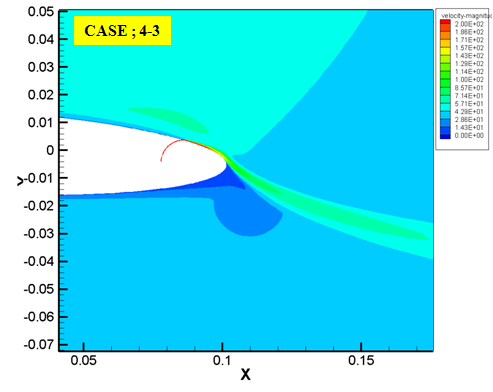 CASE ; 4-3
velocity-magnitud
2.00E+02
1.86E+02
1.71E+02
1.57E+02
1.43E+02
1.29E+02
1.14E+02
1.00E+02
8.57E+01
7.14E+01
5.71E+01
4.29E+01
2.86E+01
1.43E+01
0.00E+00
0.05
0.04
0.03
0.02
0.01
0
-0.01
-0.02
-0.03
-0.04
-0.05
-0.06
-0.07
Y
0.05
0.1
0.15
X